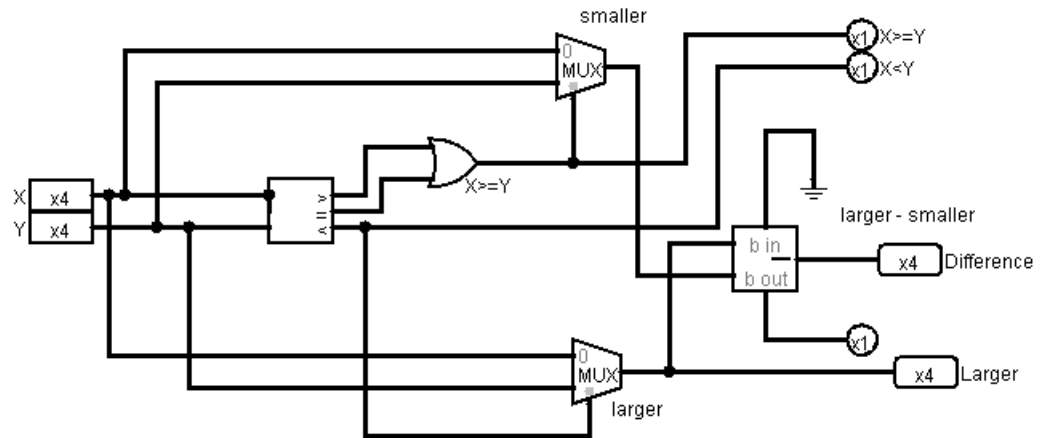 smaller
0
MUX
x1 X>=Y
x1 X<Y
X>=Y
X x4
Y x4
>
=
<
larger - smaller
b in
b out
x4 Difference
x1
0
MUX
x4 Larger
larger